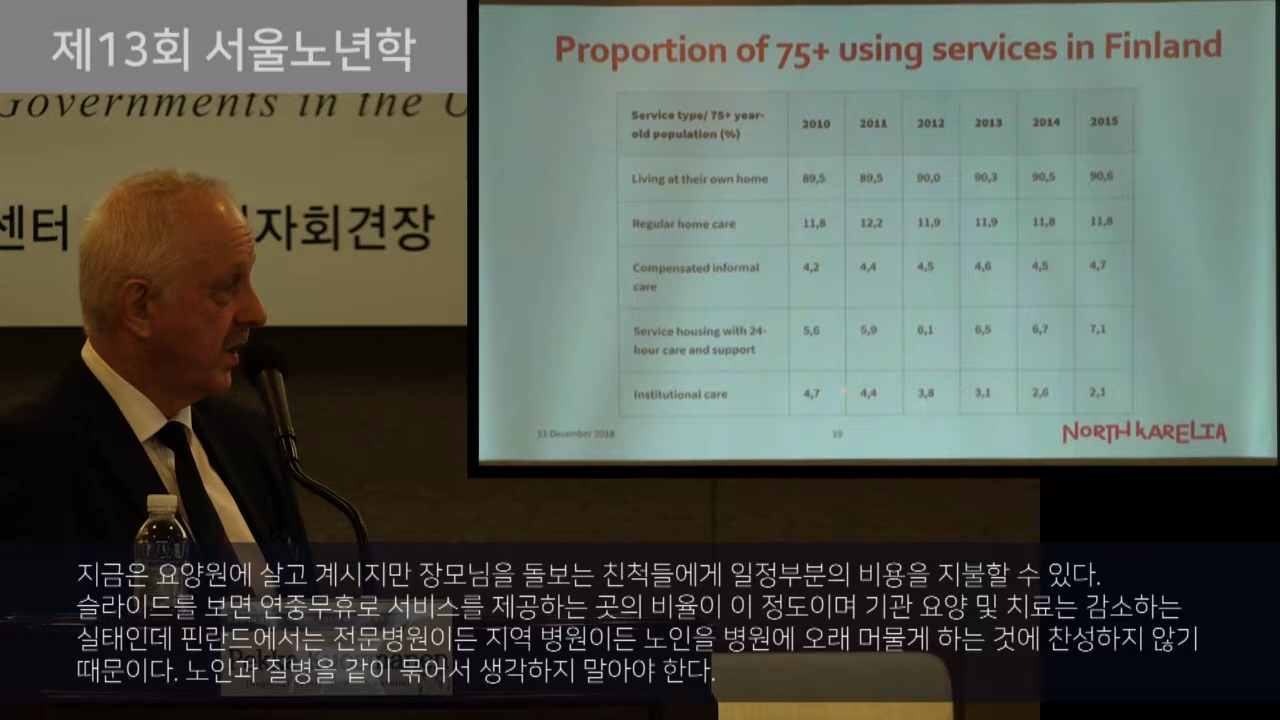 제13회 서울노년학
Governments in the U
센터
자회견장
Proportion of 75+ using services in Finland
Service type/ 75+ year-
old population (%)
2010 2011 2012 2013 2014 2015
Living at their own home 89,5 89,5 90,0 90,3 90,5 90,6
Regular home care 11,8 12,2 11,9 11,9 11,8 11,8
Compensated informal
care
4,2 4,4 4,5 4,6 4,5 4,7
Service housing with 24-
hour care and support
5,6 5,9 6,1 6,5 6,7 7,1
Institutional care 4,7 4,4 3,8 3,1 2,6 2,1
13 December 2018
19
NORTH KARELIA
지금은 요양원에 살고 계시지만 장모님을 돌보는 친척들에게 일정부분의 비용을 지불할 수 있다.
슬라이드를 보면 연중무휴로 서비스를 제공하는 곳의 비율이 이 정도이며 기관 요양 및 치료는 감소하는
실태인데 핀란드에서는 전문병원이든 지역 병원이든 노인을 병원에 오래 머물게 하는 것에 찬성하지 않기
때문이다. 노인과 질병을 같이 묶어서 생각하지 말아야 한다.